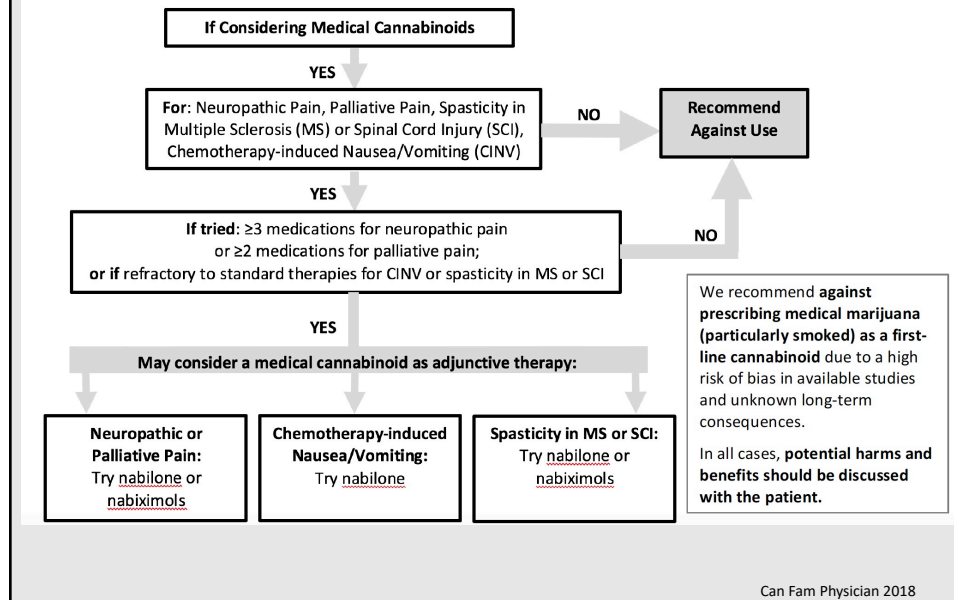 If Considering Medical Cannabinoids
YES
For: Neuropathic Pain, Palliative Pain, Spasticity in
Multiple Sclerosis (MS) or Spinal Cord Injury (SCI),
Chemotherapy-induced Nausea/Vomiting (CINV)
NO
Recommend
Against Use
YES
If tried: ≥3 medications for neuropathic pain
or ≥2 medications for palliative pain;
or if refractory to standard therapies for CINV or spasticity in MS or SCI
NO
YES
May consider a medical cannabinoid as adjunctive therapy:
Neuropathic or
Palliative Pain:
Try nabilone or
nabiximols
Chemotherapy-induced
Nausea/Vomiting:
Try nabilone
Spasticity in MS or SCI:
Try nabilone or
nabiximols
We recommend against
prescribing medical marijuana
(particularly smoked) as a first-
line cannabinoid due to a high
risk of bias in available studies
and unknown long-term
consequences.
In all cases, potential harms and
benefits should be discussed
with the patient.
Can Fam Physician 2018